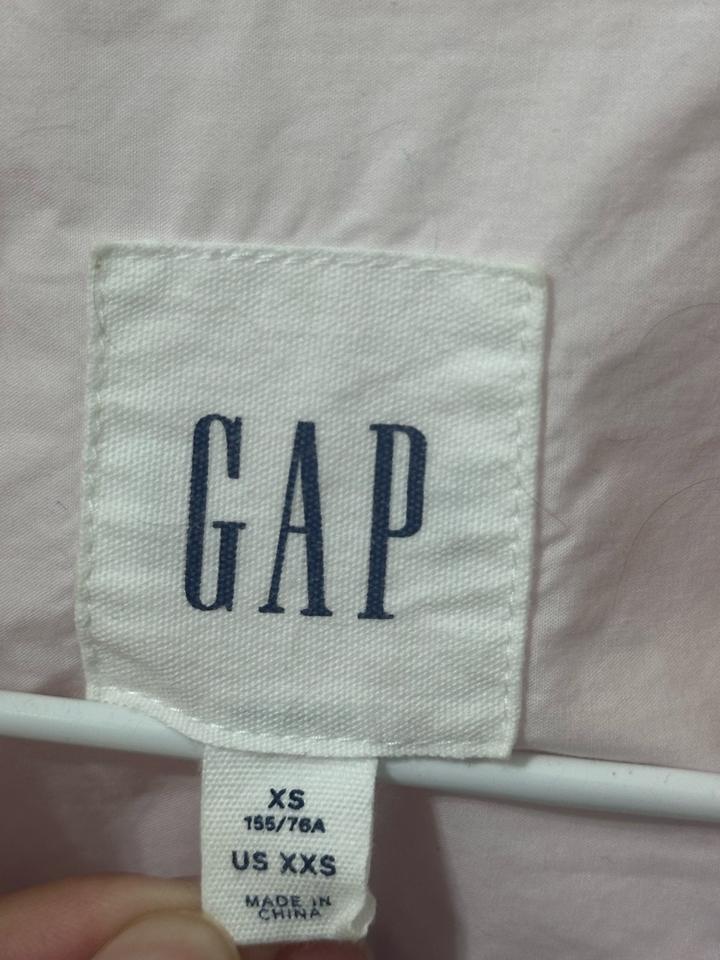 GAP
XS
155/76A
US XXS
MADE IN
CHINA